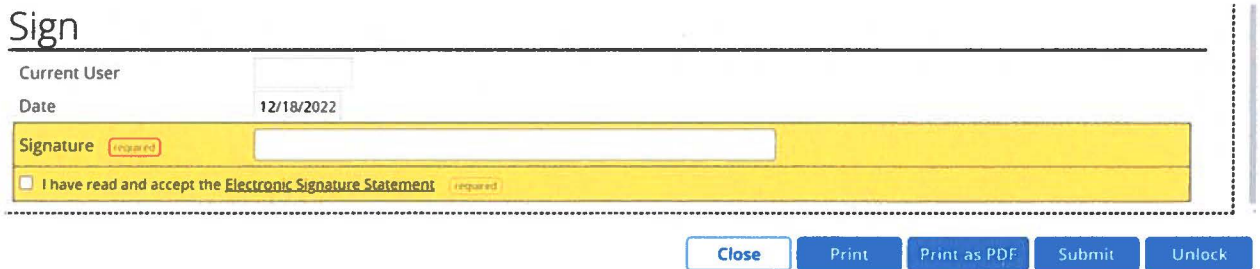 Sign
Current User
Date 12/18/2022
Signature required
I have read and accept the Electronic Signature Statement required
Close Print Print as PDF Submit Unlock